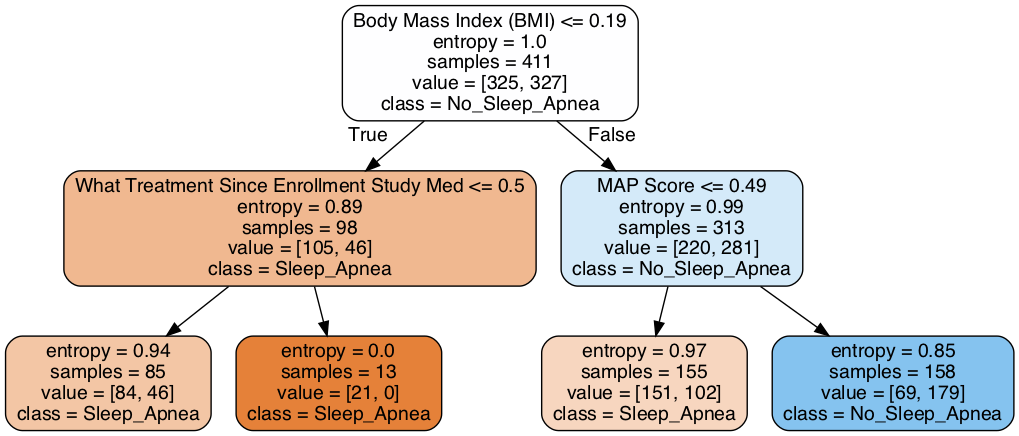 Body Mass Index (BMI) <= 0.19
entropy = 1.0
samples = 411
value = [325, 327]
class = No_Sleep_Apnea
True
False
What Treatment Since Enrollment Study Med <= 0.5
entropy = 0.89
samples = 98
value = [105, 46]
class = Sleep_Apnea
MAP Score <= 0.49
entropy = 0.99
samples = 313
value = [220, 281]
class = No_Sleep_Apnea
entropy = 0.94
samples = 85
value = [84, 46]
class = Sleep_Apnea
entropy = 0.0
samples = 13
value = [21, 0]
class = Sleep_Apnea
entropy = 0.97
samples = 155
value = [151, 102]
class = Sleep_Apnea
entropy = 0.85
samples = 158
value = [69, 179]
class = No_Sleep_Apnea